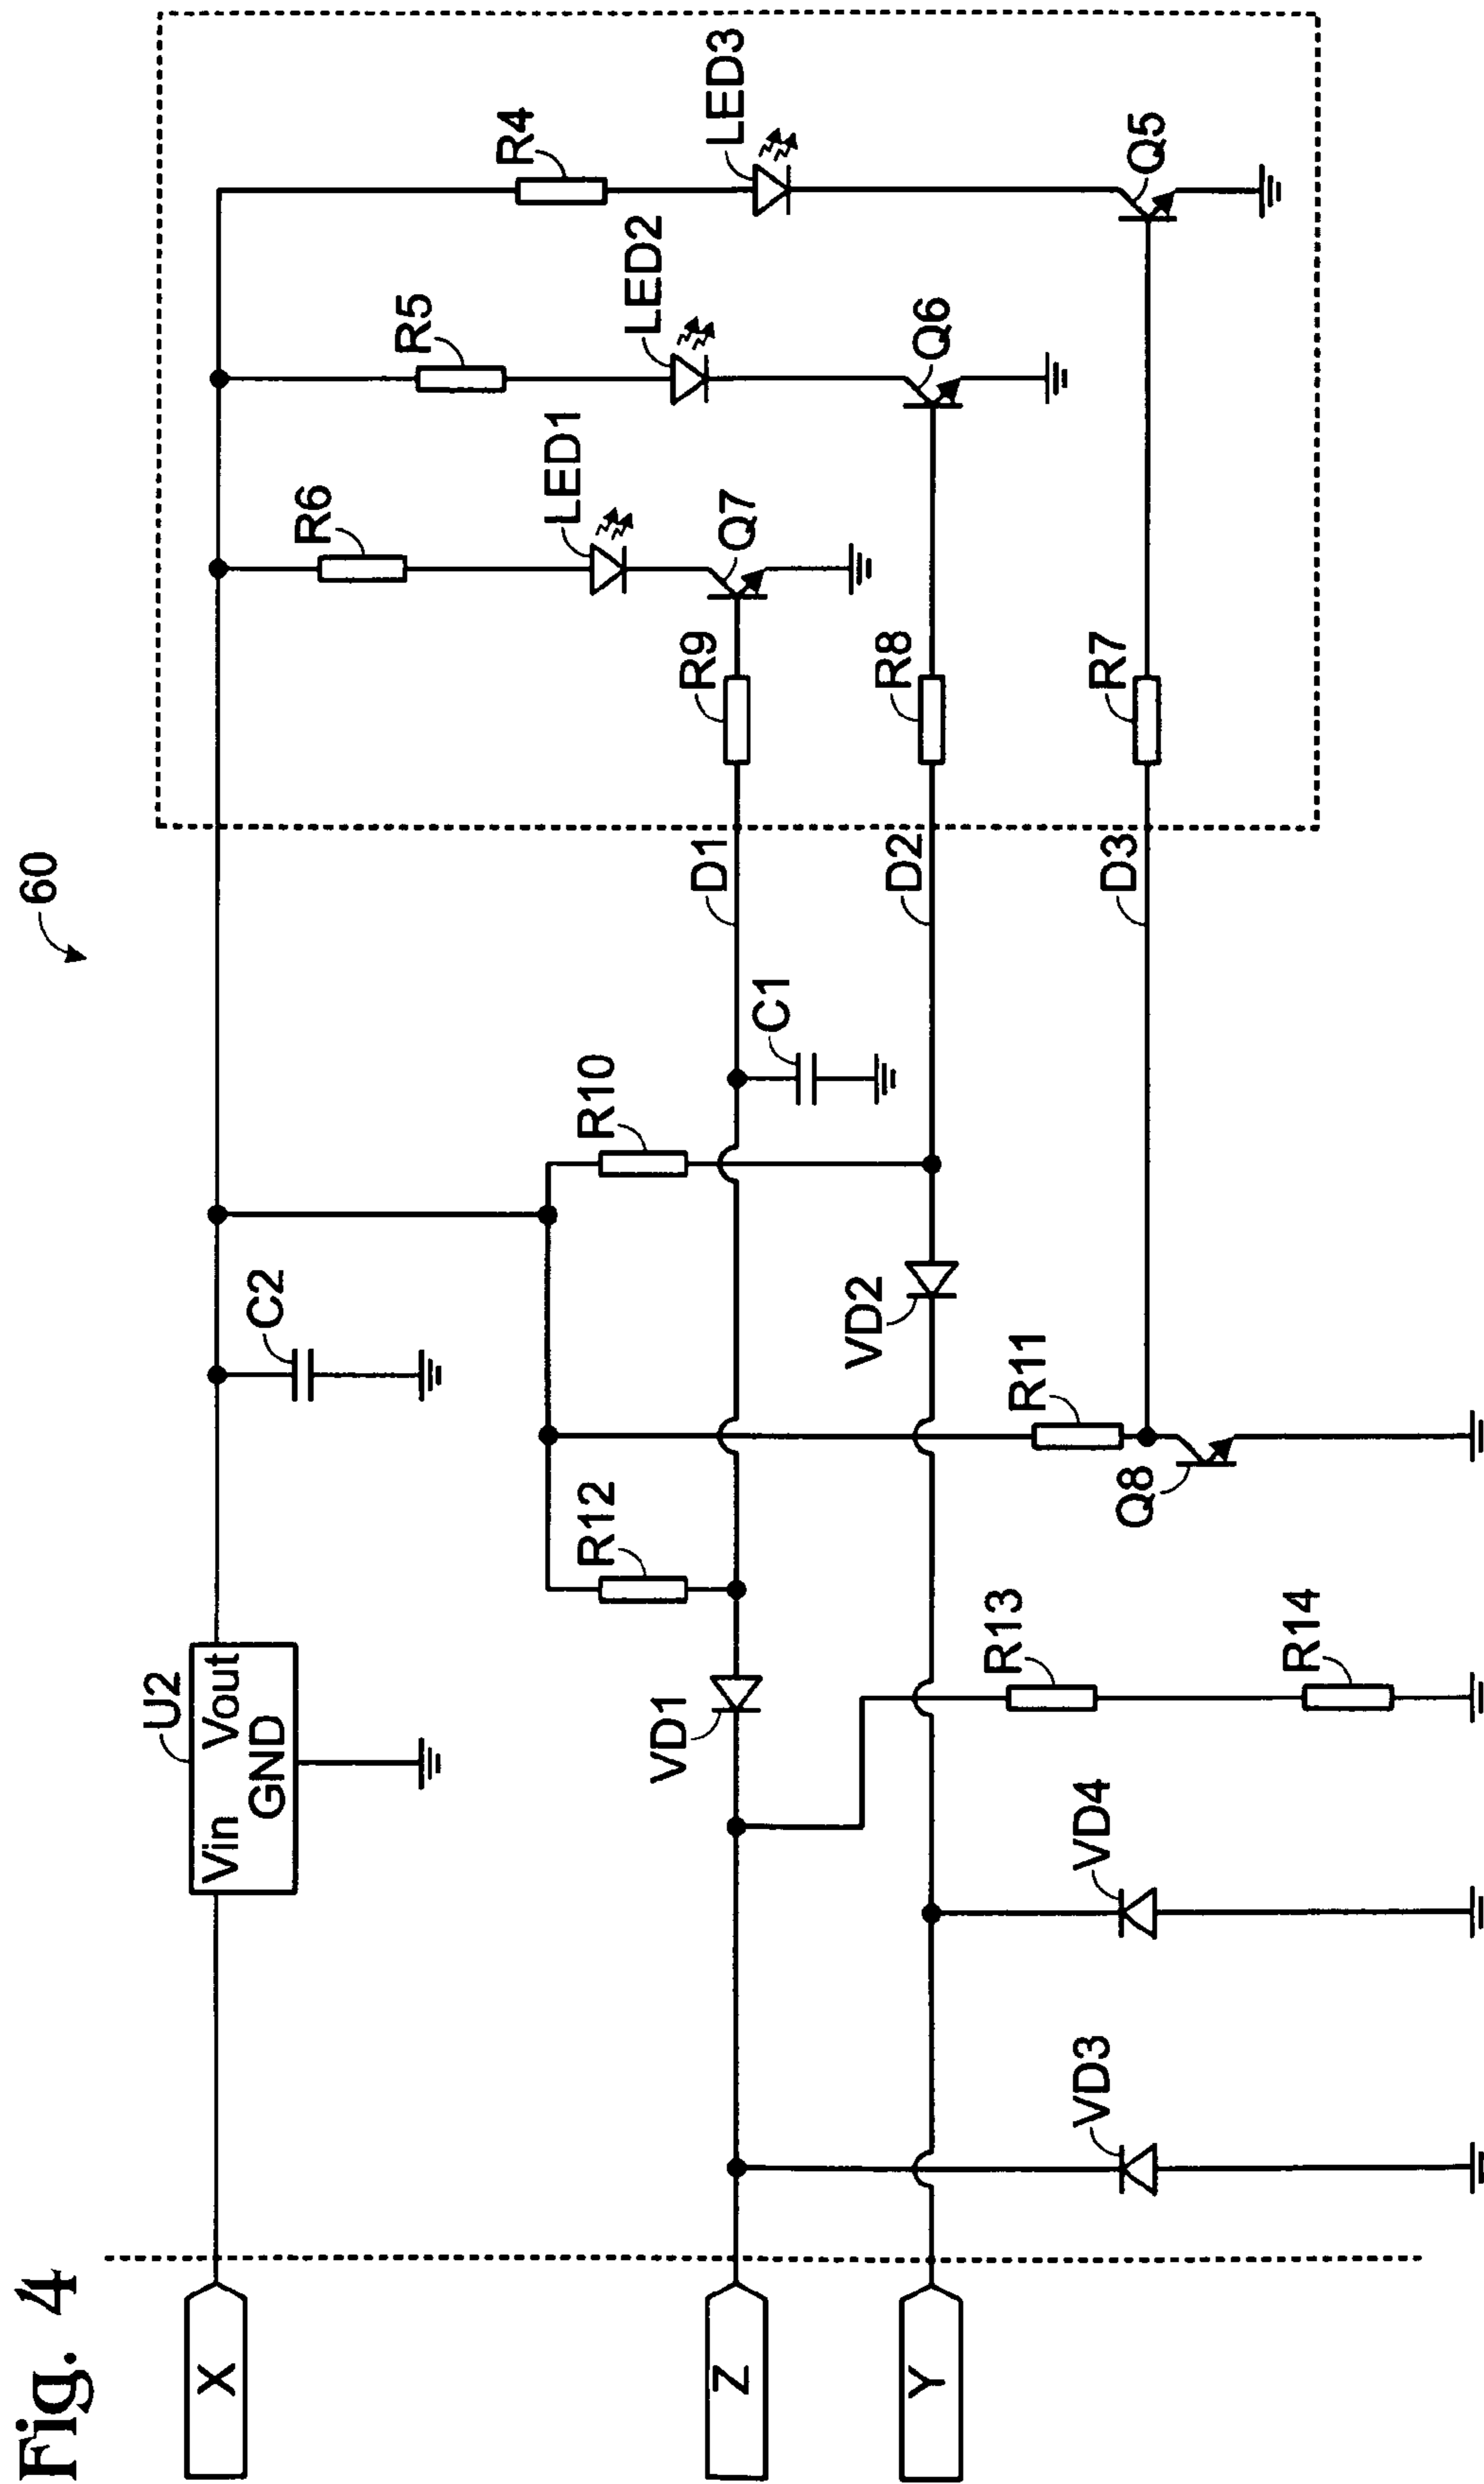 Fig. 4
60
X
Z
Y
U2
Vin
Vout
GND
C2
R6
R5
R4
LED1
LED2
LED3
Q7
Q6
Q5
R9
R8
R7
D1
D2
D3
C1
R10
R12
VD1
VD2
R11
Q8
R13
R14
VD4
VD3